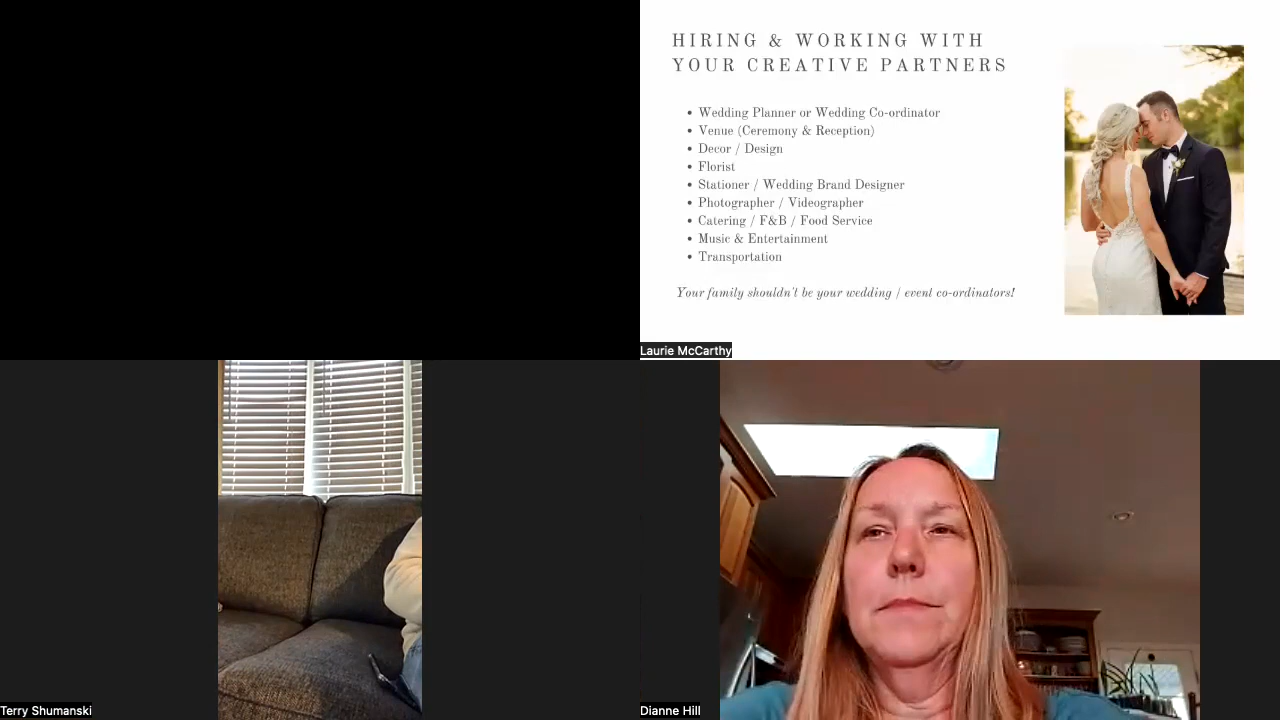 HIRING & WORKING WITH
YOUR CREATIVE PARTNERS
• Wedding Planner or Wedding Co-ordinator
• Venue (Ceremony & Reception)
• Decor / Design
• Florist
• Stationer / Wedding Brand Designer
• Photographer / Videographer
• Catering / F&B / Food Service
• Music & Entertainment
• Transportation
Your family shouldn't be your wedding / event co-ordinators!
Laurie McCarthy
Terry Shumanski
Dianne Hill